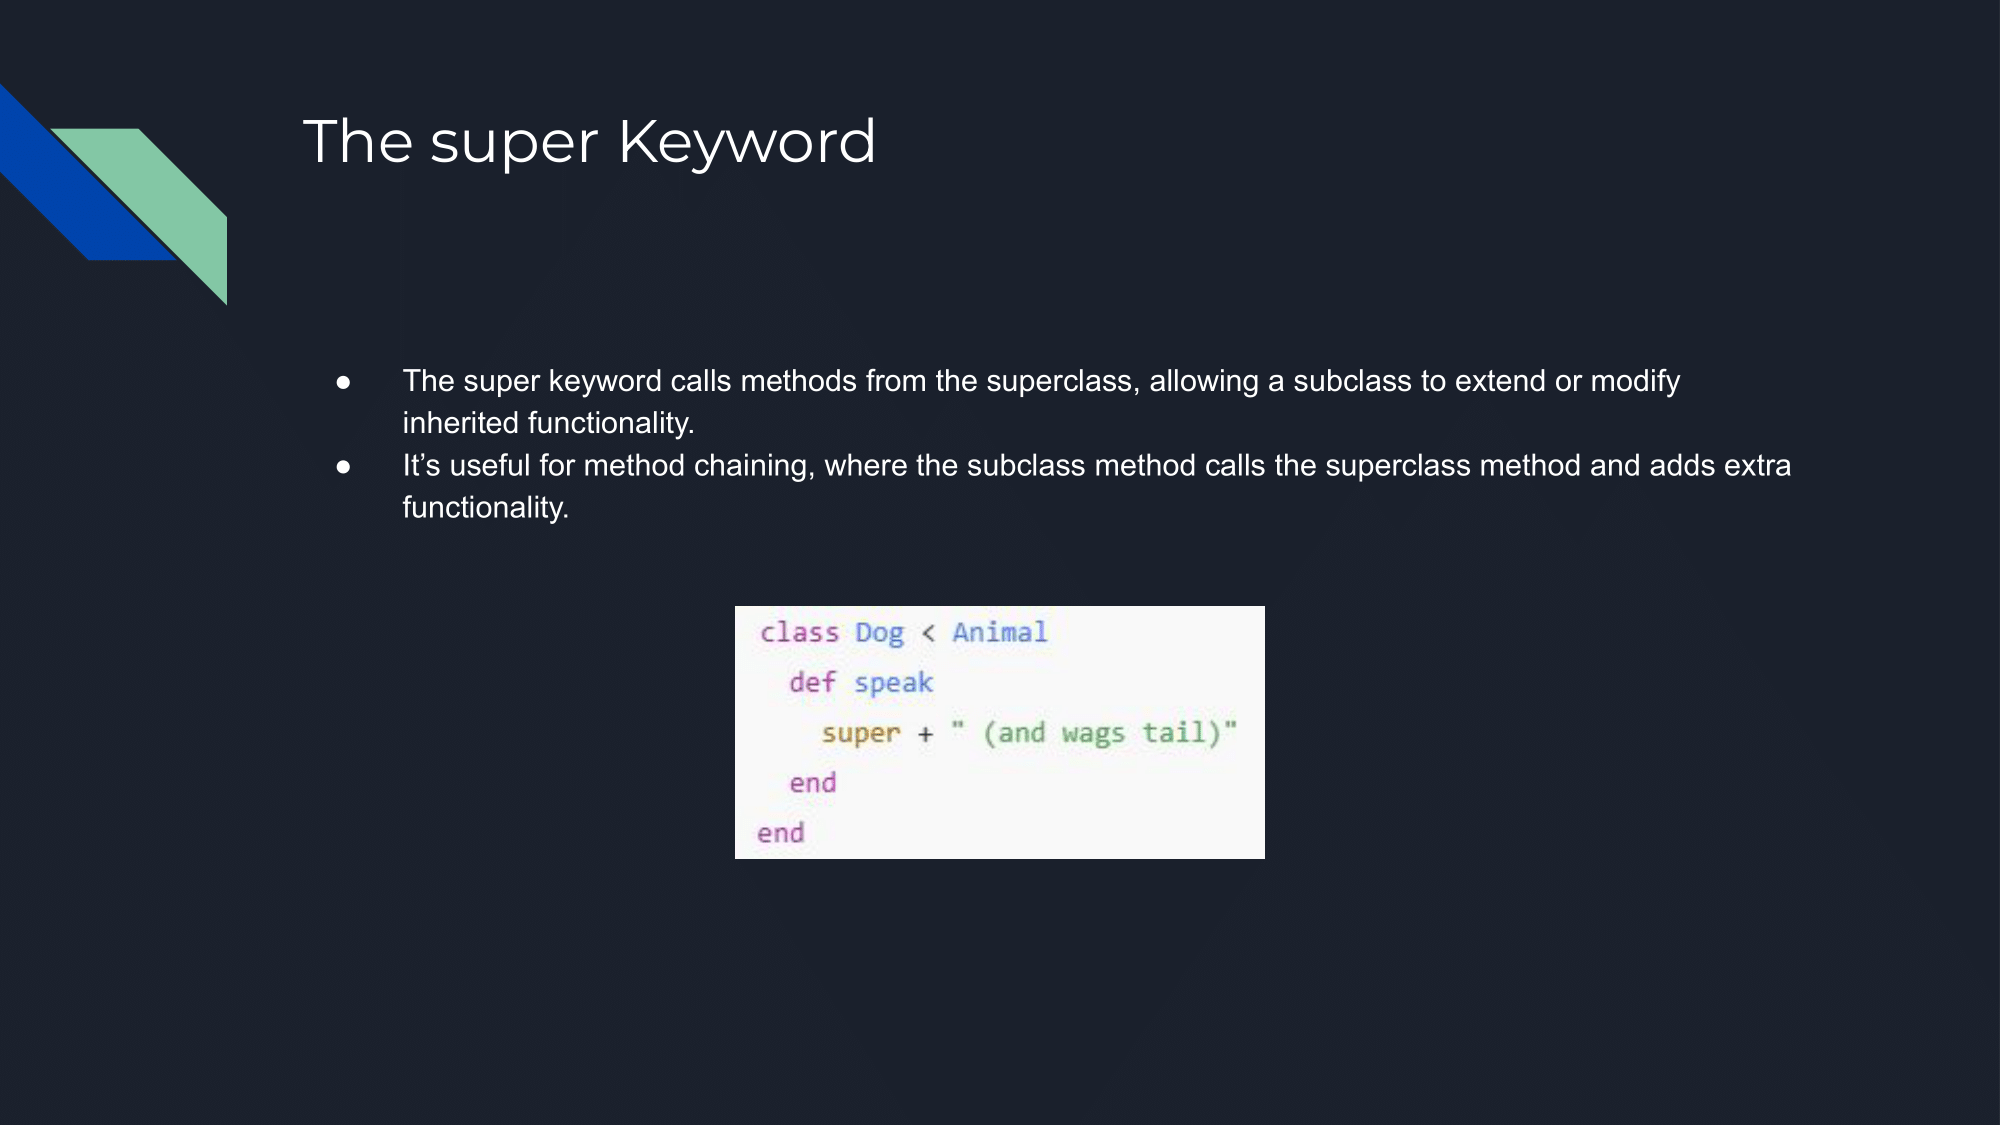 The super Keyword
● The super keyword calls methods from the superclass, allowing a subclass to extend or modify
inherited functionality.
● It’s useful for method chaining, where the subclass method calls the superclass method and adds extra
functionality.
class Dog < Animal
  def speak
    super + " (and wags tail)"
  end
end